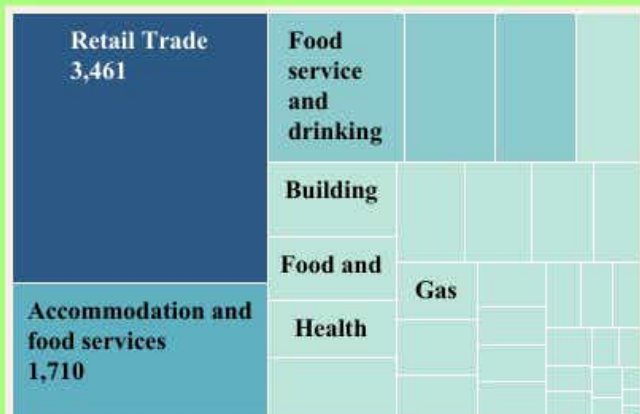 Retail Trade
3,461
Food
service
and
drinking
Building
Food and
Health
Gas
Accommodation and
food services
1,710